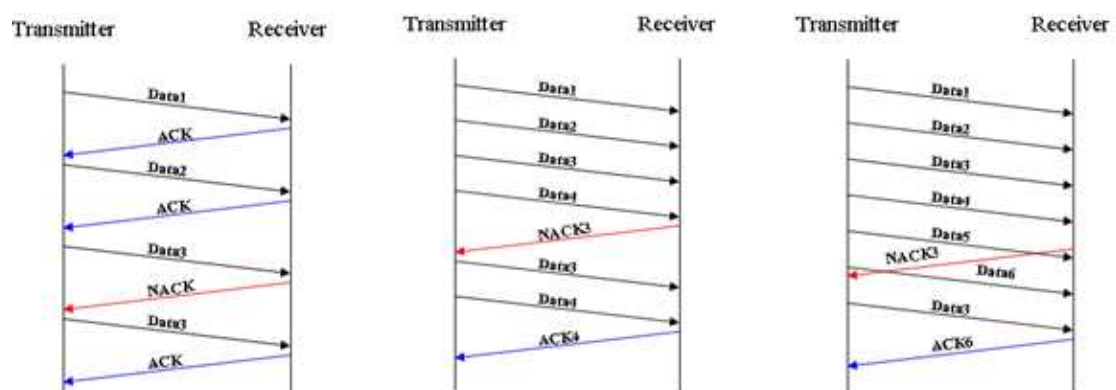 Transmitter Receiver
Data1
ACK
Data2
ACK
Data3
NACK
Data3
ACK
Transmitter Receiver
Data1
Data2
Data3
Data4
NACK3
Data3
Data4
ACK4
Transmitter Receiver
Data1
Data2
Data3
Data4
Data5
NACK3
Data6
Data3
ACK6